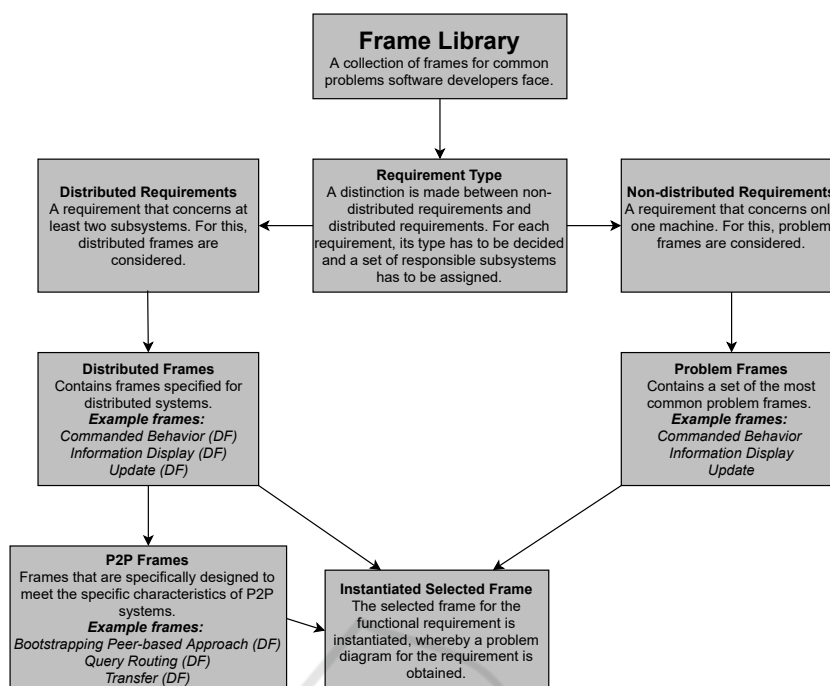 Frame Library
A collection of frames for common
problems software developers face.
Distributed Requirements
A requirement that concerns at
least two subsystems. For this,
distributed frames are
considered.
Requirement Type
A distinction is made between non-
distributed requirements and
distributed requirements. For each
requirement, its type has to be decided
and a set of responsible subsystems
has to be assigned.
Non-distributed Requirements
A requirement that concerns only
one machine. For this, problem
frames are considered.
Distributed Frames
Contains frames specified for
distributed systems.
Example frames:
Commanded Behavior (DF)
Information Display (DF)
Update (DF)
Problem Frames
Contains a set of the most
common problem frames.
Example frames:
Commanded Behavior
Information Display
Update
P2P Frames
Frames that are specifically designed to
meet the specific characteristics of P2P
systems.
Example frames:
Bootstrapping Peer-based Approach (DF)
Query Routing (DF)
Transfer (DF)
Instantiated Selected Frame
The selected frame for the
functional requirement is
instantiated, whereby a problem
diagram for the requirement is
obtained.